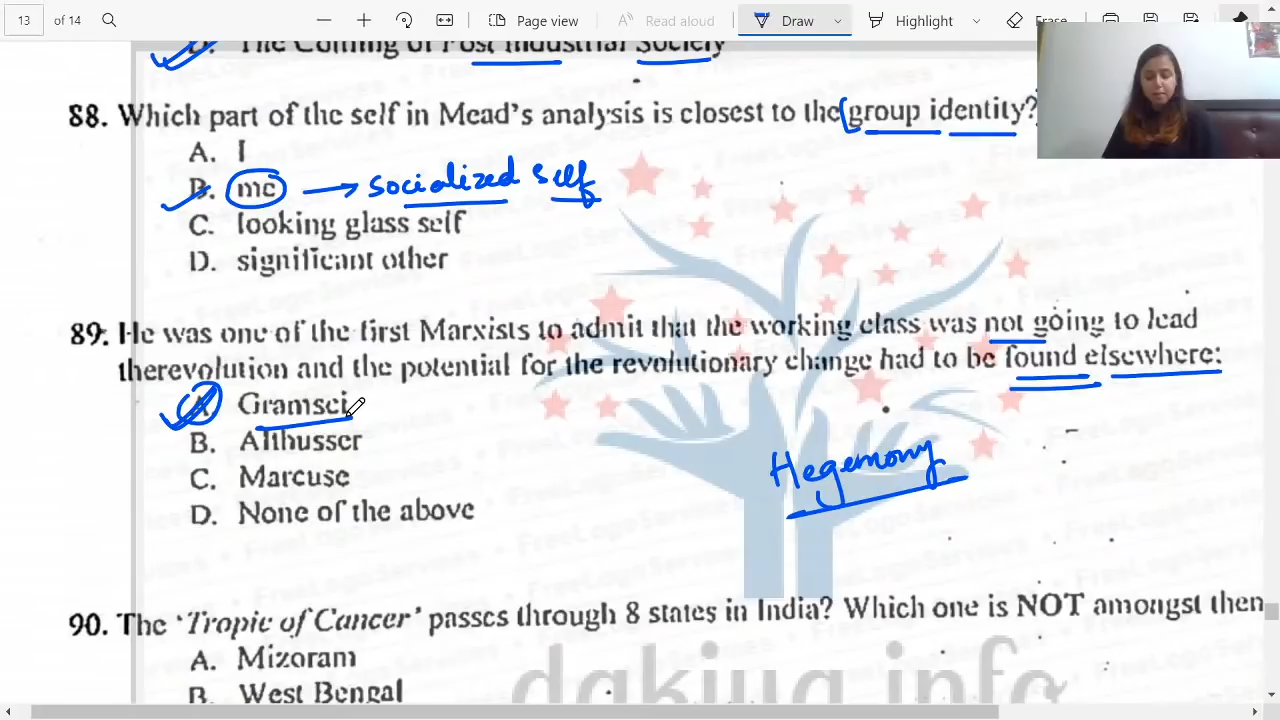 13 of 14 Page view Read aloud Draw Highlight Erase
D. The Coming of Post Industrial Society
88. Which part of the self in Mead's analysis is closest to the group identity?
A. I
B. me → socialized self
C. looking glass self
D. significant other
89. He was one of the first Marxists to admit that the working class was not going to lead
therevolution and the potential for the revolutionary change had to be found elsewhere:
A. Gramsci
B. Althusser
C. Marcuse
Hegemony
D. None of the above
90. The 'Tropic of Cancer' passes through 8 states in India? Which one is NOT amongst then
A. Mizoram
B. West Bengal